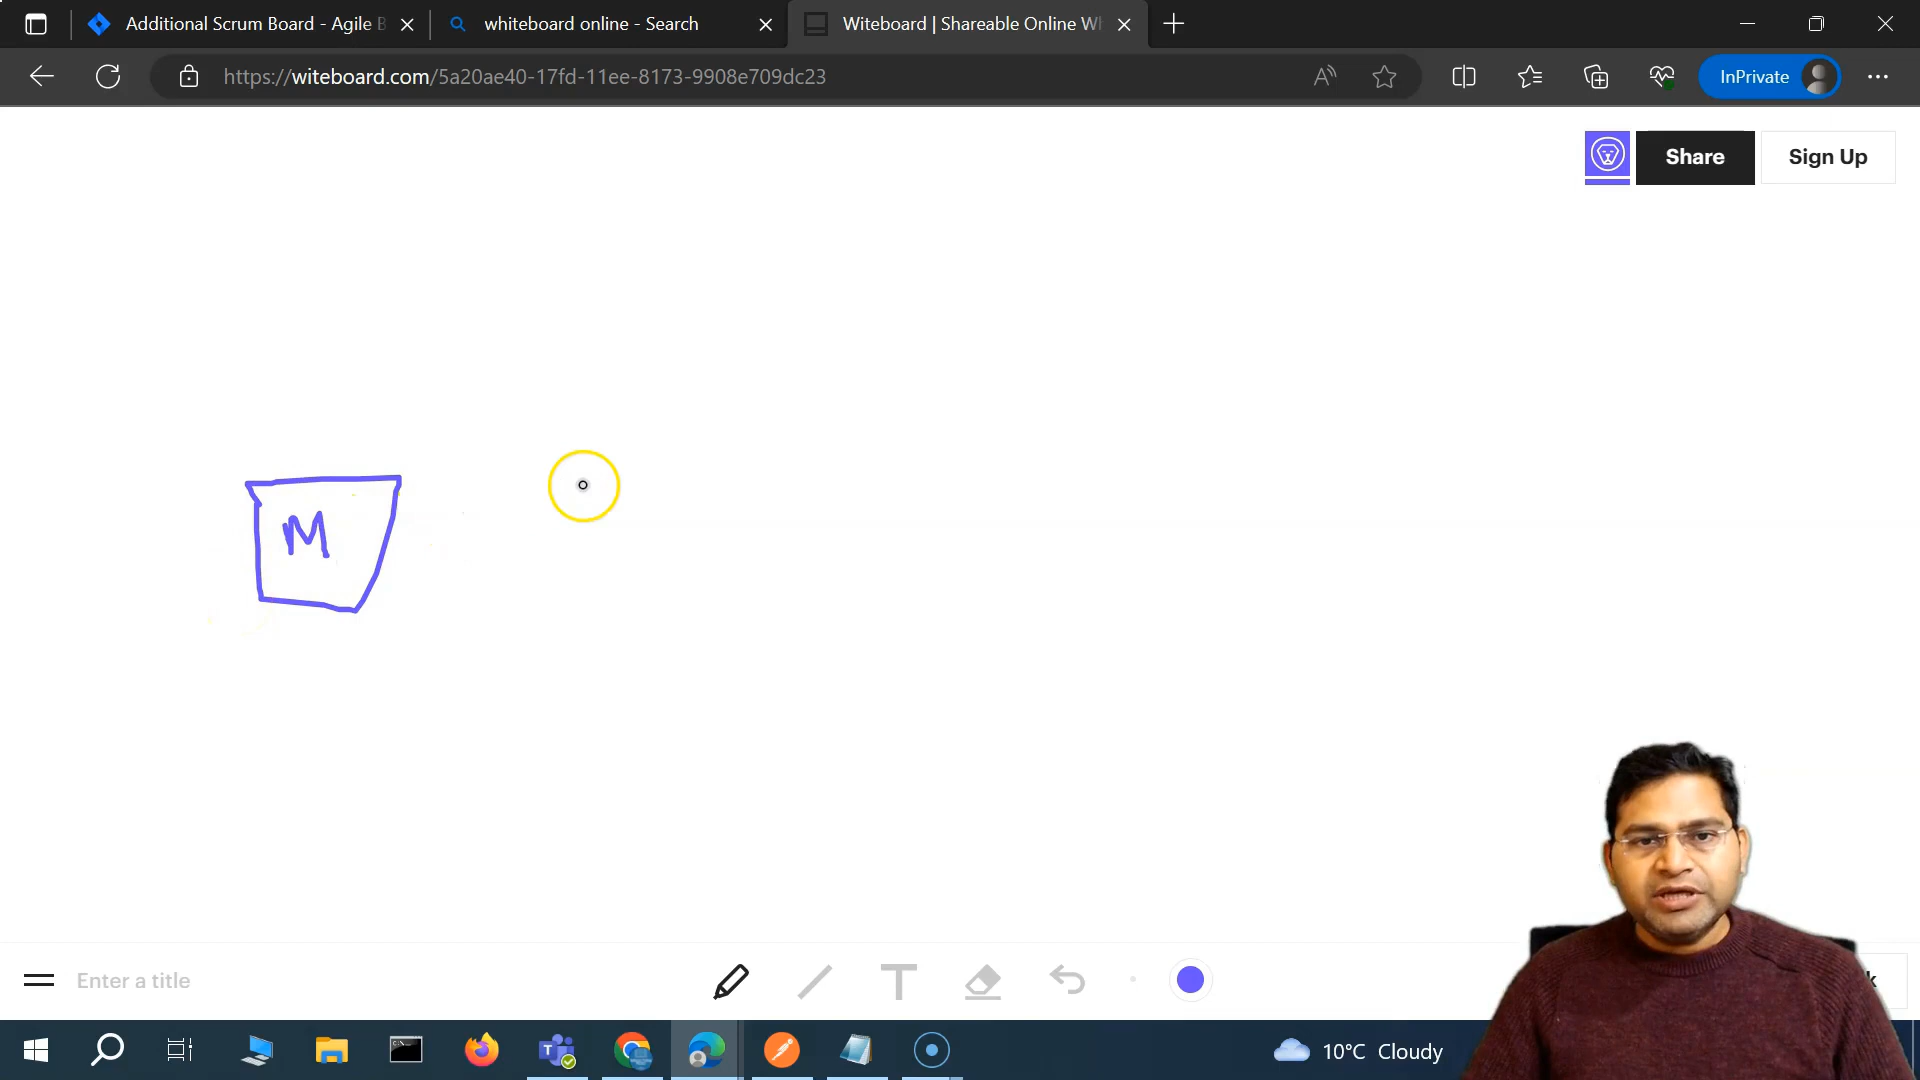 Additional Scrum Board - Agile B
whiteboard online - Search
Witeboard | Shareable Online Wh
https://witeboard.com/5a20ae40-17fd-11ee-8173-9908e709dc23
InPrivate
Share
Sign Up
M
Enter a title
T
k
10°C Cloudy